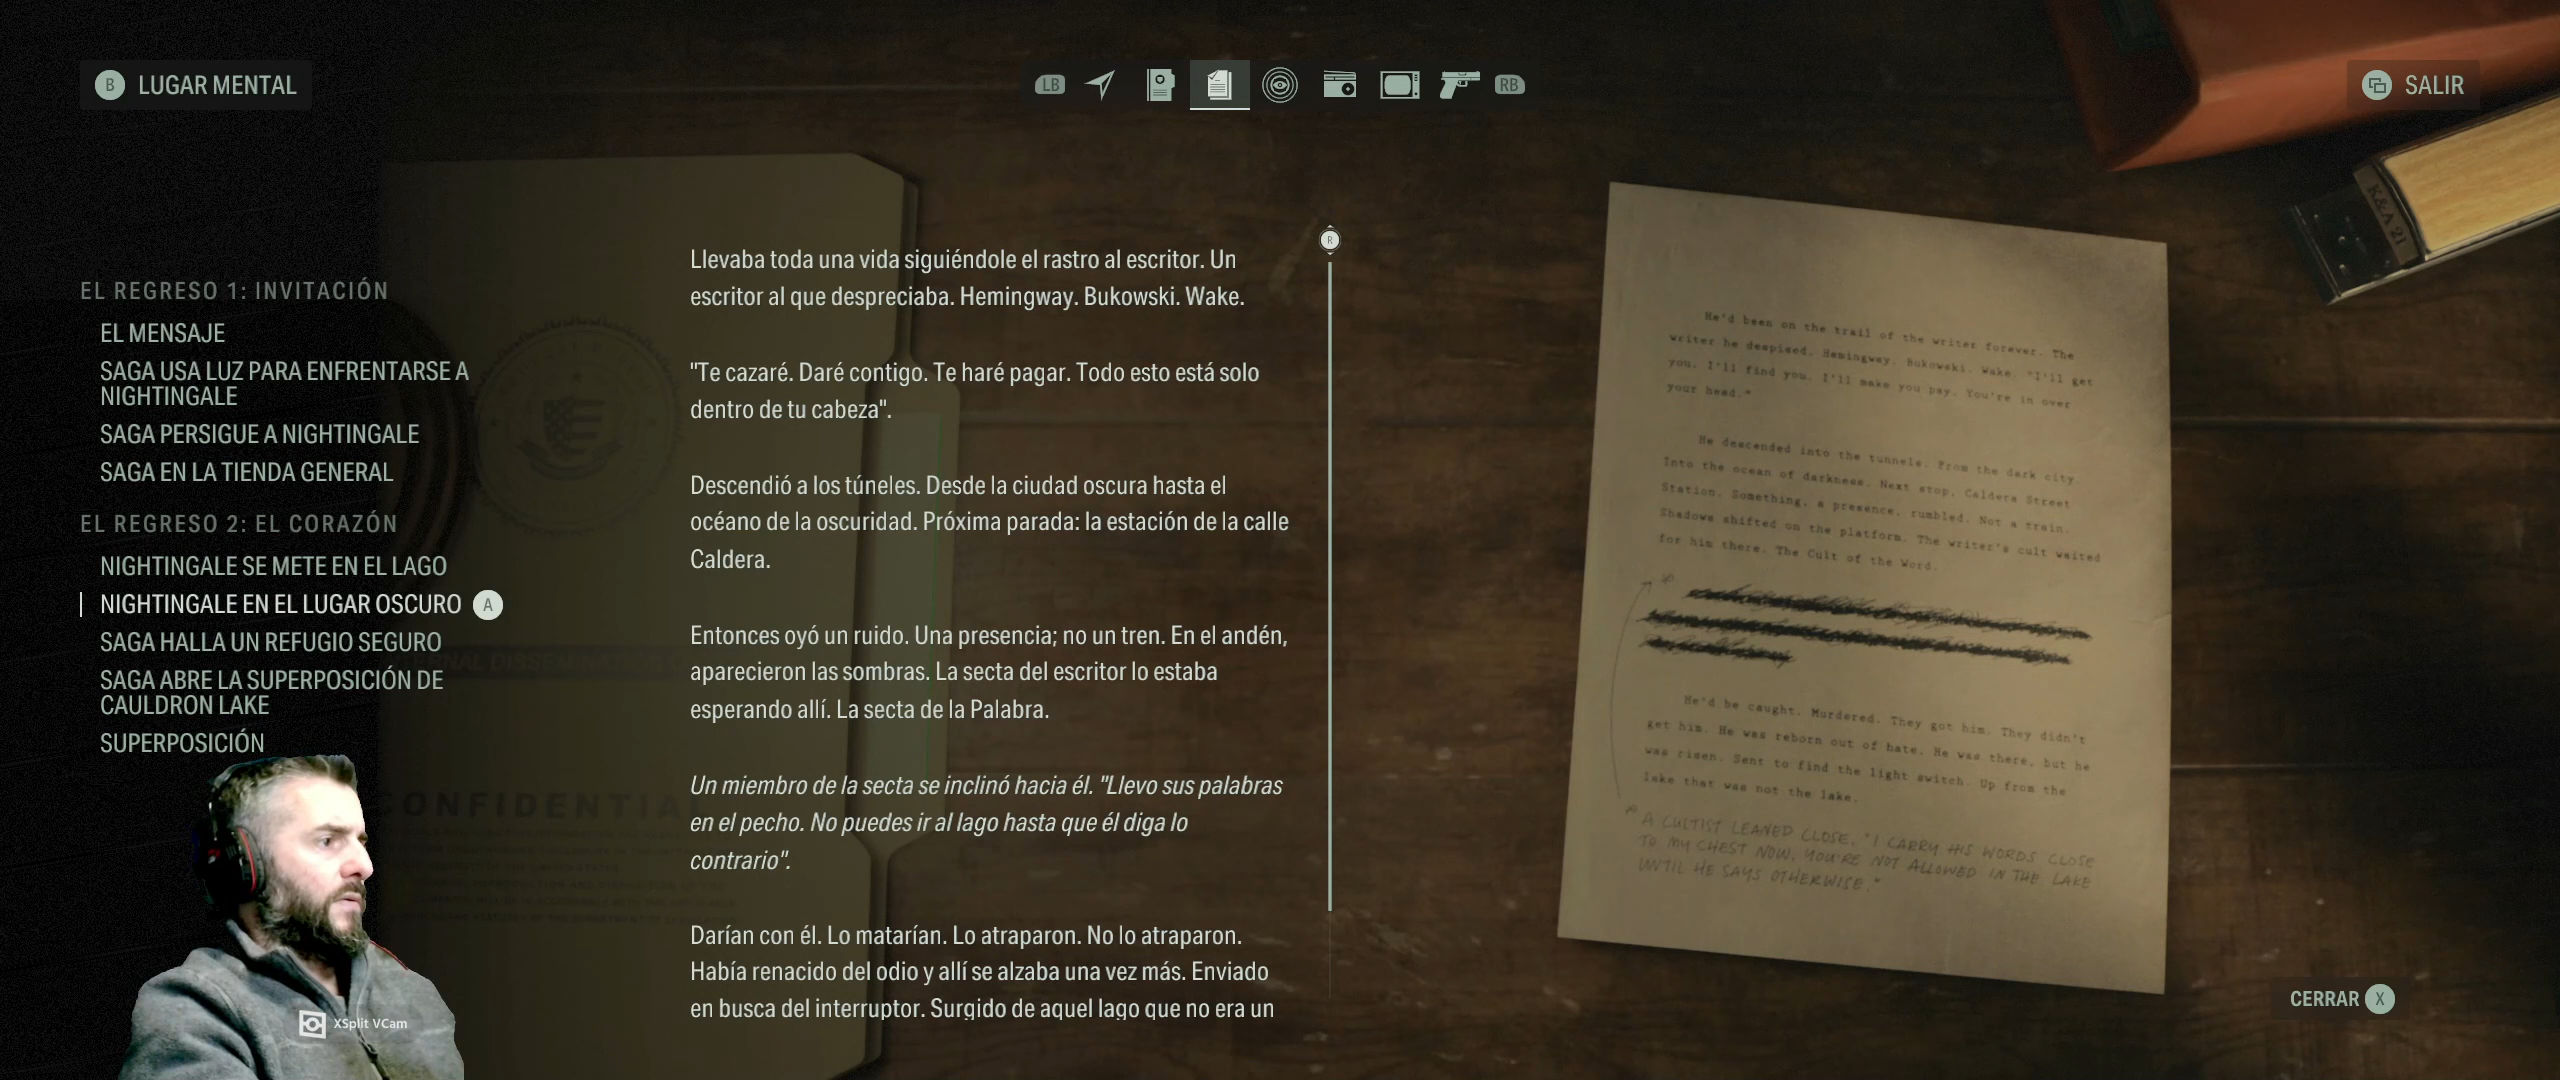 B LUGAR MENTAL
LB
RB
SALIR
EL REGRESO 1: INVITACIÓN
EL MENSAJE
SAGA USA LUZ PARA ENFRENTARSE A
NIGHTINGALE
SAGA PERSIGUE A NIGHTINGALE
SAGA EN LA TIENDA GENERAL
EL REGRESO 2: EL CORAZÓN
NIGHTINGALE SE METE EN EL LAGO
NIGHTINGALE EN EL LUGAR OSCURO A
SAGA HALLA UN REFUGIO SEGURO
SAGA ABRE LA SUPERPOSICIÓN DE
CAULDRON LAKE
SUPERPOSICIÓN
CONFIDENTIAL
XSplit VCam
R
Llevaba toda una vida siguiéndole el rastro al escritor. Un
escritor al que despreciaba. Hemingway. Bukowski. Wake.
"Te cazaré. Daré contigo. Te haré pagar. Todo esto está solo
dentro de tu cabeza".
Descendió a los túneles. Desde la ciudad oscura hasta el
océano de la oscuridad. Próxima parada: la estación de la calle
Caldera.
Entonces oyó un ruido. Una presencia; no un tren. En el andén,
aparecieron las sombras. La secta del escritor lo estaba
esperando allí. La secta de la Palabra.
Un miembro de la secta se inclinó hacia él. "Llevo sus palabras
en el pecho. No puedes ir al lago hasta que él diga lo
contrario".
Darían con él. Lo matarían. Lo atraparon. No lo atraparon.
Había renacido del odio y allí se alzaba una vez más. Enviado
en busca del interruptor. Surgido de aquel lago que no era un
He'd been on the trail of the writer forever. The
writer he despised. Hemingway. Bukowski. Wake. "I'll get
you. I'll find you. I'll make you pay. You're in over
your head."
He descended into the tunnels. From the dark city.
Into the ocean of darkness. Next stop, Caldera Street
Station. Something, a presence, rumbled. Not a train.
Shadows shifted on the platform. The writer's cult waited
for him there. The Cult of the Word.
He'd be caught. Murdered. They got him. They didn't
get him. He was reborn out of hate. He was there, but he
was risen. Sent to find the light switch. Up from the
lake that was not the lake.
A CULTIST LEANED CLOSE. "I CARRY HIS WORDS CLOSE
TO MY CHEST NOW. YOU'RE NOT ALLOWED IN THE LAKE
UNTIL HE SAYS OTHERWISE."
K&A 21
CERRAR X